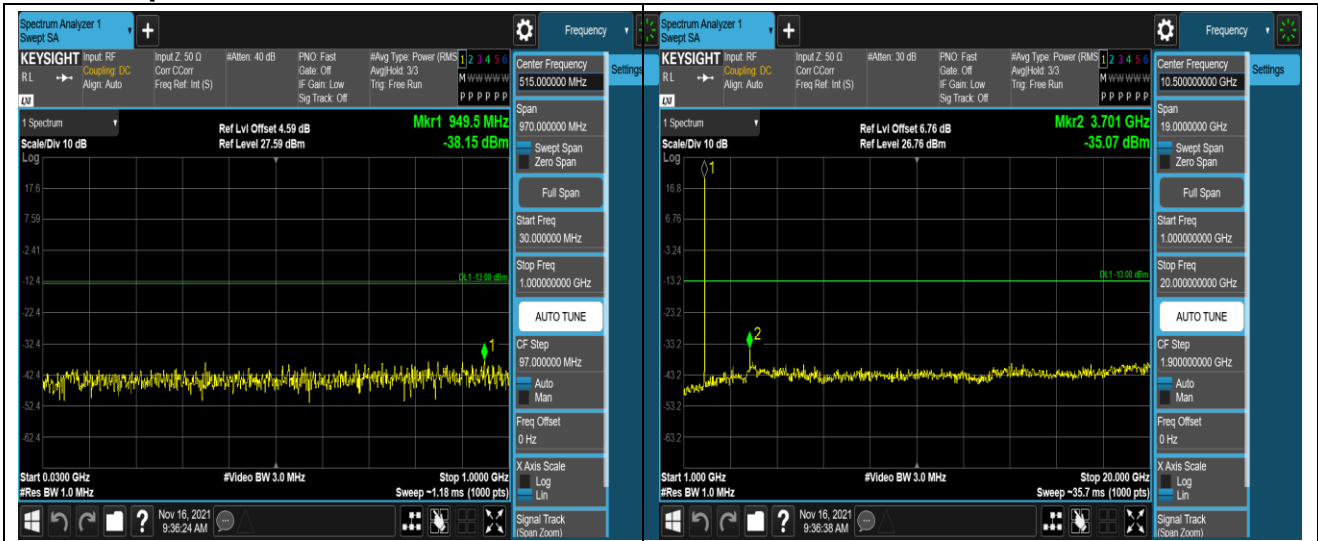 Spectrum Analyzer 1
Swept SA
Frequency
KEYSIGHT
R L
LXI
Input: RF
Coupling: DC
Align: Auto
Input Z: 50 Ω
Corr CCorr
Freq Ref: Int (S)
#Atten: 40 dB
PNO: Fast
Gate: Off
IF Gain: Low
Sig Track: Off
#Avg Type: Power (RMS
Avg|Hold: 3/3
Trig: Free Run
1 2 3 4 5 6
M W W W W W
P P P P P P
1 Spectrum
Scale/Div 10 dB
Log
Ref Lvl Offset 4.59 dB
Ref Level 27.59 dBm
Mkr1 949.5 MHz
-38.15 dBm
17.6
7.59
-2.41
-12.4
-22.4
-32.4
-42.4
-52.4
-62.4
DL1 -13.00 dBm
1
Start 0.0300 GHz
#Res BW 1.0 MHz
#Video BW 3.0 MHz
Stop 1.0000 GHz
Sweep ~1.18 ms (1000 pts)
Center Frequency
515.000000 MHz
Settings
Span
970.000000 MHz
Swept Span
Zero Span
Full Span
Start Freq
30.000000 MHz
Stop Freq
1.000000000 GHz
AUTO TUNE
CF Step
97.000000 MHz
Auto
Man
Freq Offset
0 Hz
X Axis Scale
Log
Lin
Signal Track
(Span Zoom)
?
Nov 16, 2021
9:36:24 AM
Spectrum Analyzer 1
Swept SA
Frequency
KEYSIGHT
R L
LXI
Input: RF
Coupling: DC
Align: Auto
Input Z: 50 Ω
Corr CCorr
Freq Ref: Int (S)
#Atten: 30 dB
PNO: Fast
Gate: Off
IF Gain: Low
Sig Track: Off
#Avg Type: Power (RMS
Avg|Hold: 3/3
Trig: Free Run
1 2 3 4 5 6
M W W W W W
P P P P P P
1 Spectrum
Scale/Div 10 dB
Log
Ref Lvl Offset 6.76 dB
Ref Level 26.76 dBm
Mkr2 3.701 GHz
-35.07 dBm
16.8
6.76
-3.24
-13.2
-23.2
-33.2
-43.2
-53.2
-63.2
DL1 -13.00 dBm
1
2
Start 1.000 GHz
#Res BW 1.0 MHz
#Video BW 3.0 MHz
Stop 20.000 GHz
Sweep ~35.7 ms (1000 pts)
Center Frequency
10.500000000 GHz
Settings
Span
19.0000000 GHz
Swept Span
Zero Span
Full Span
Start Freq
1.000000000 GHz
Stop Freq
20.000000000 GHz
AUTO TUNE
CF Step
1.900000000 GHz
Auto
Man
Freq Offset
0 Hz
X Axis Scale
Log
Lin
Signal Track
(Span Zoom)
?
Nov 16, 2021
9:36:38 AM